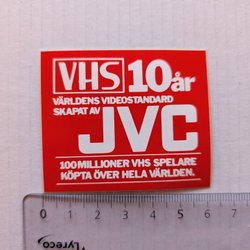 VHS 10 år
VÄRLDENS VIDEOSTANDARD
SKAPAT AV
JVC
100 MILLIONER VHS SPELARE
KÖPTA ÖVER HELA VÄRLDEN.
0 1 2 3 4 5 6 7
Lyreco